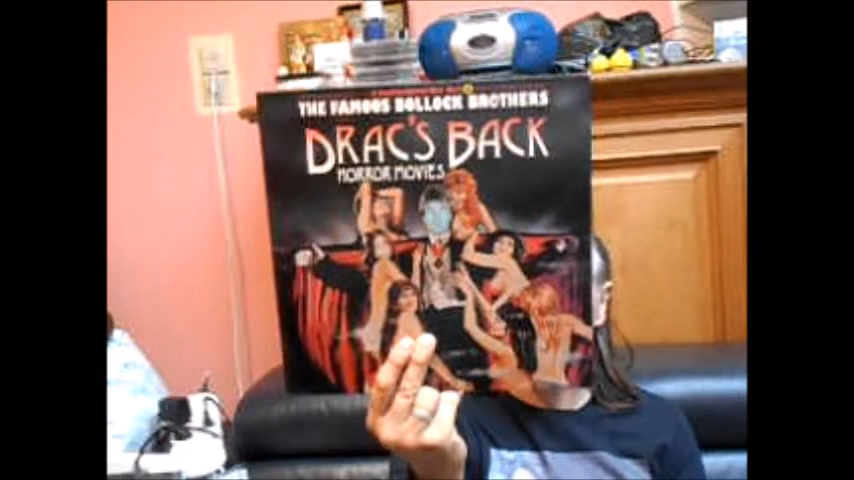 THE FAMOUS BOLLOCK BROTHERS
DRAC'S BACK
HORROR MOVIES